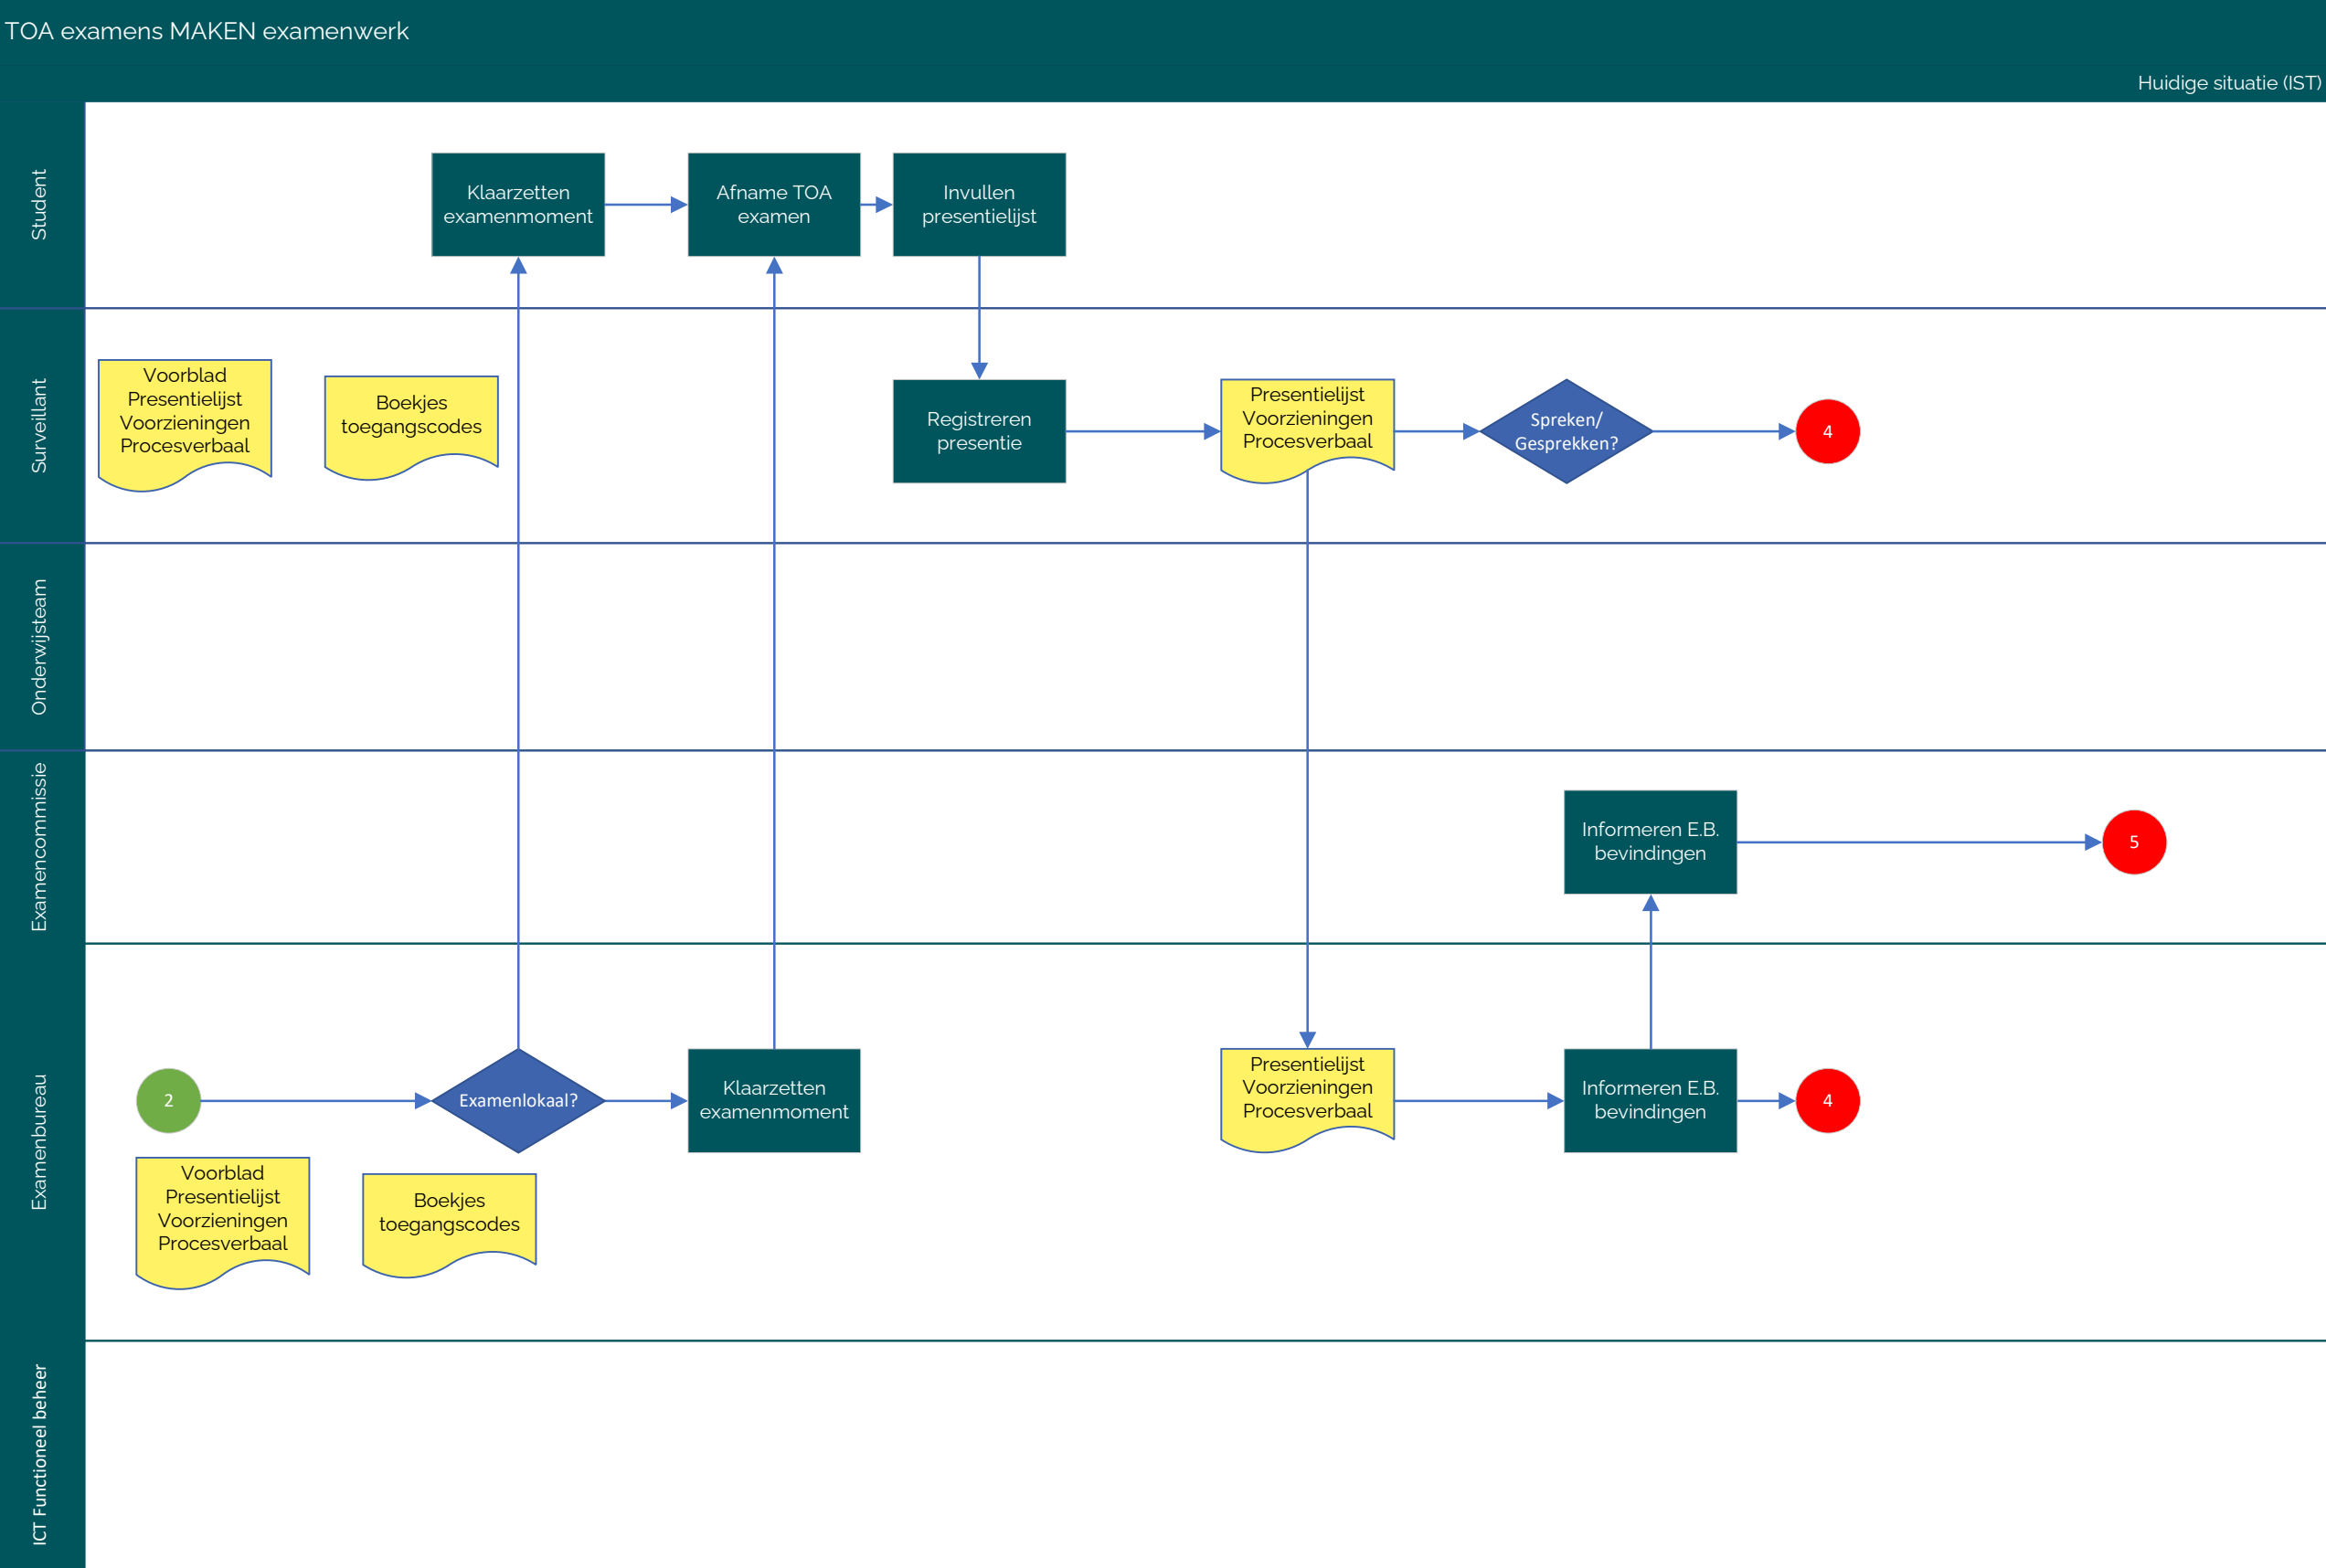 TOA examens MAKEN examenwerk
Huidige situatie (IST)
Student
Klaarzetten
examenmoment
Afname TOA
examen
Invullen
presentielijst
Surveillant
Voorblad
Presentielijst
Voorzieningen
Procesverbaal
Boekjes
toegangscodes
Registreren
presentie
Presentielijst
Voorzieningen
Procesverbaal
Spreken/
Gesprekken?
4
Onderwijsteam
Examencommissie
Informeren E.B.
bevindingen
5
Examenbureau
2
Examenlokaal?
Klaarzetten
examenmoment
Presentielijst
Voorzieningen
Procesverbaal
Informeren E.B.
bevindingen
4
Voorblad
Presentielijst
Voorzieningen
Procesverbaal
Boekjes
toegangscodes
ICT Functioneel beheer